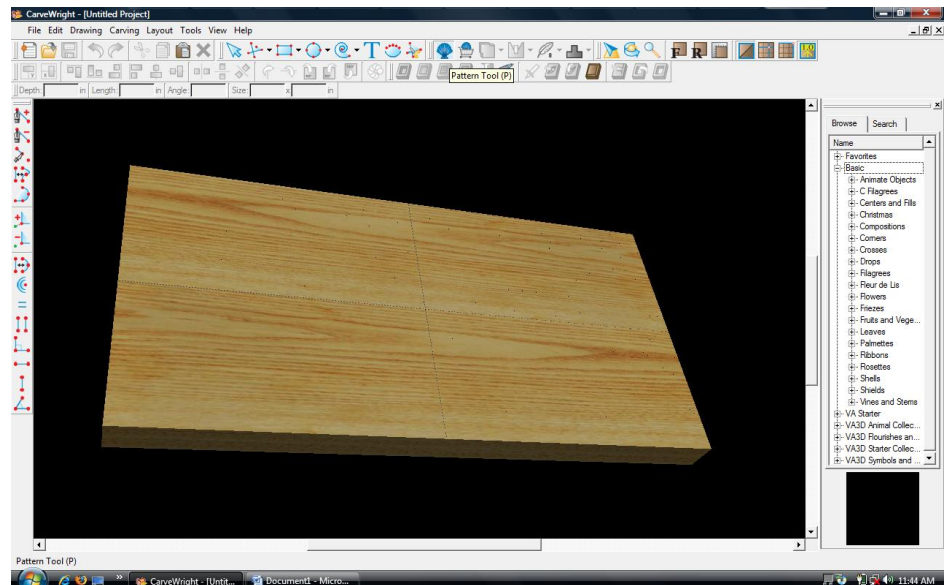 CarveWright - [Untitled Project]
File Edit Drawing Carving Layout Tools View Help
Pattern Tool (P)
Depth: in Length: in Angle: Size: x in
Browse Search
Name
Favorites
Basic
Animate Objects
C Filagrees
Centers and Fills
Christmas
Compositions
Corners
Crosses
Drops
Filagrees
Fleur de Lis
Flowers
Friezes
Fruits and Vege...
Leaves
Palmettes
Ribbons
Rosettes
Shells
Shields
Vines and Stems
VA Starter
VA3D Animal Collec...
VA3D Flourishes an...
VA3D Starter Collec...
VA3D Symbols and ...
Pattern Tool (P)
CarveWright - [Untit... Document1 - Micro... 11:44 AM